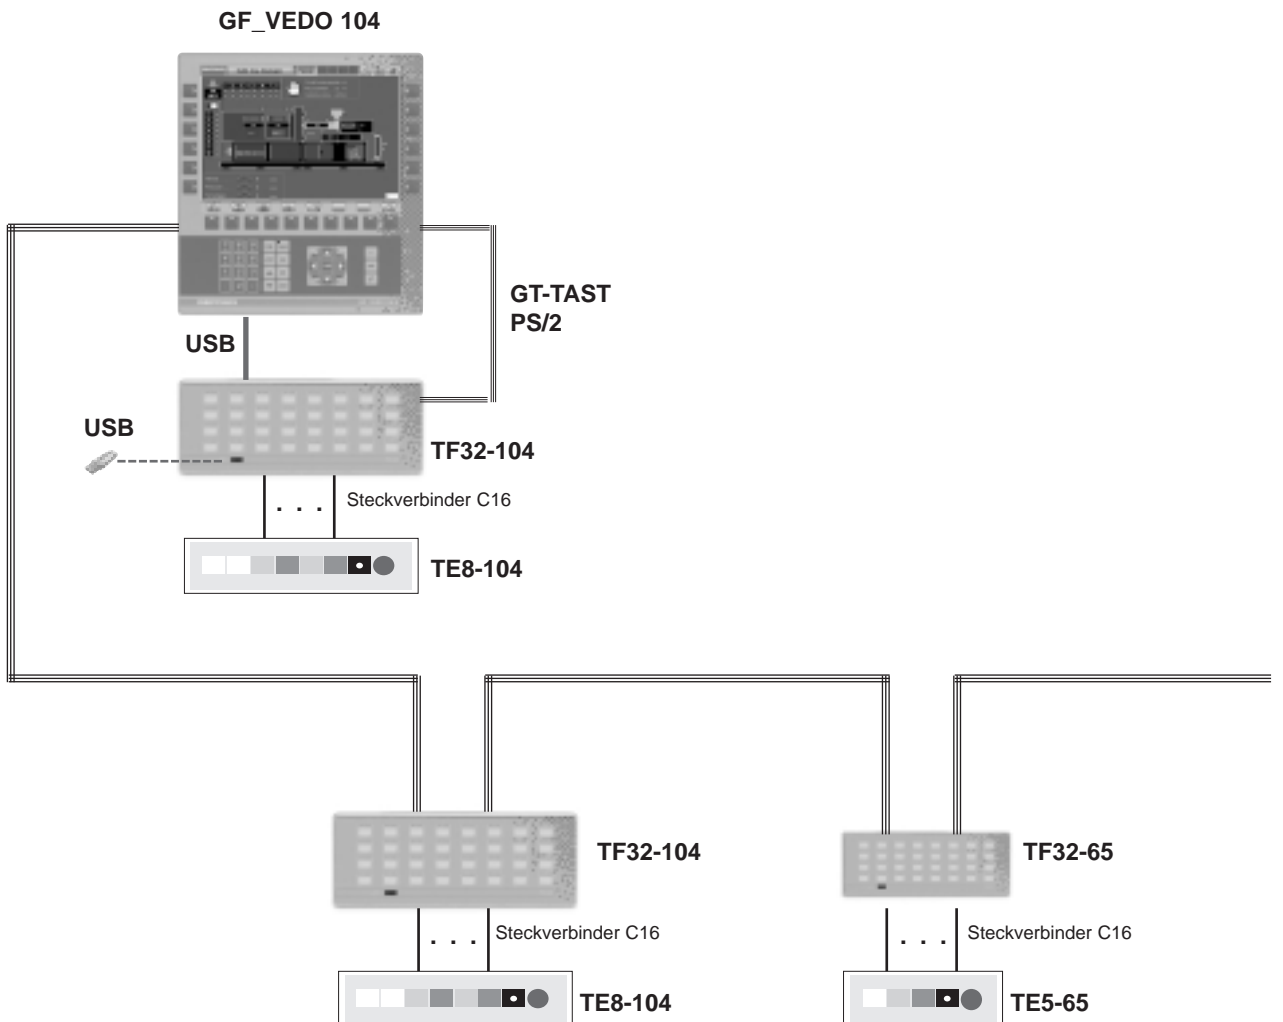 GF_VEDO 104
GT-TAST
PS/2
USB
USB
TF32-104
Steckverbinder C16
. . .
TE8-104
TF32-104
TF32-65
Steckverbinder C16
. . .
Steckverbinder C16
. . .
TE8-104
TE5-65